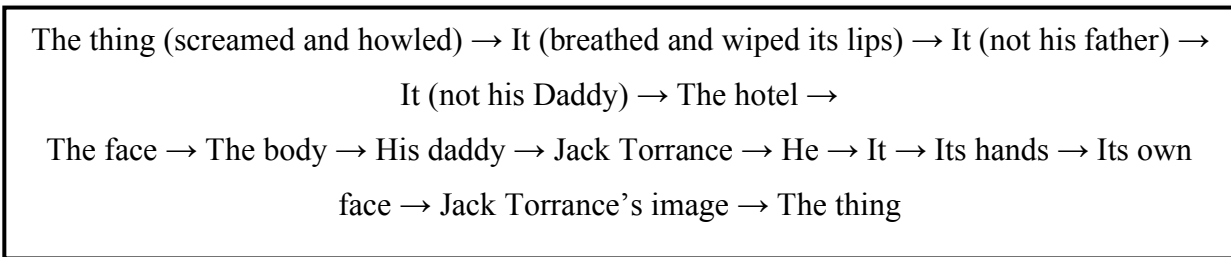 The thing (screamed and howled) → It (breathed and wiped its lips) → It (not his father) →
It (not his Daddy) → The hotel →
The face → The body → His daddy → Jack Torrance → He → It → Its hands → Its own
face → Jack Torrance’s image → The thing